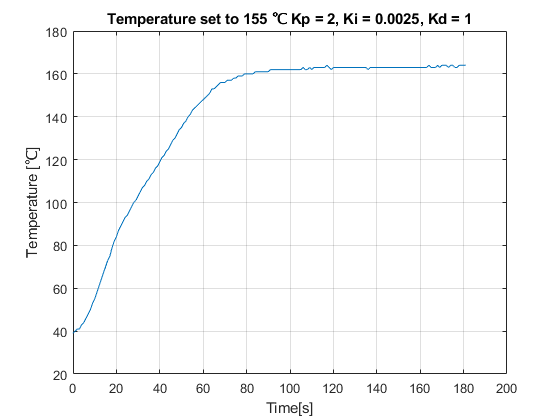 Temperature set to 155 ℃ Kp = 2, Ki = 0.0025, Kd = 1
Temperature [℃]
180
160
140
120
100
80
60
40
20
0 20 40 60 80 100 120 140 160 180 200
Time[s]